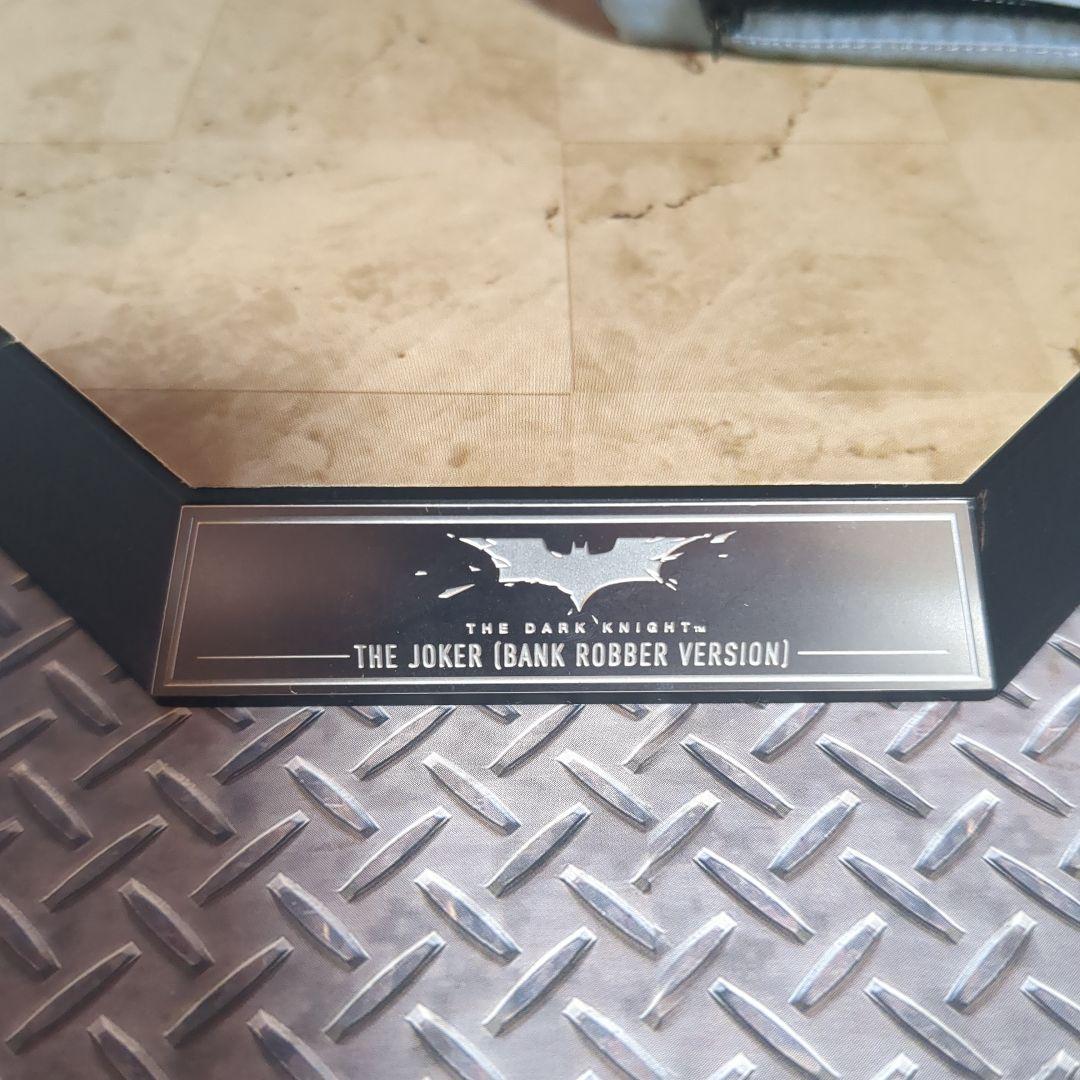 THE DARK KNIGHT™
THE JOKER (BANK ROBBER VERSION)